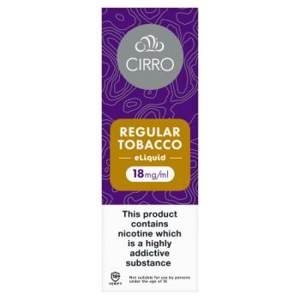 CIRRO
REGULAR
TOBACCO
eLiquid
18mg/ml
This product
contains
nicotine which
is a highly
addictive
substance
Not suitable for use by persons
under the age of 18